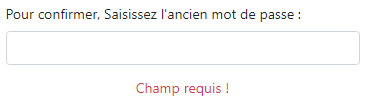 Pour confirmer, Saisissez l'ancien mot de passe :
Champ requis !